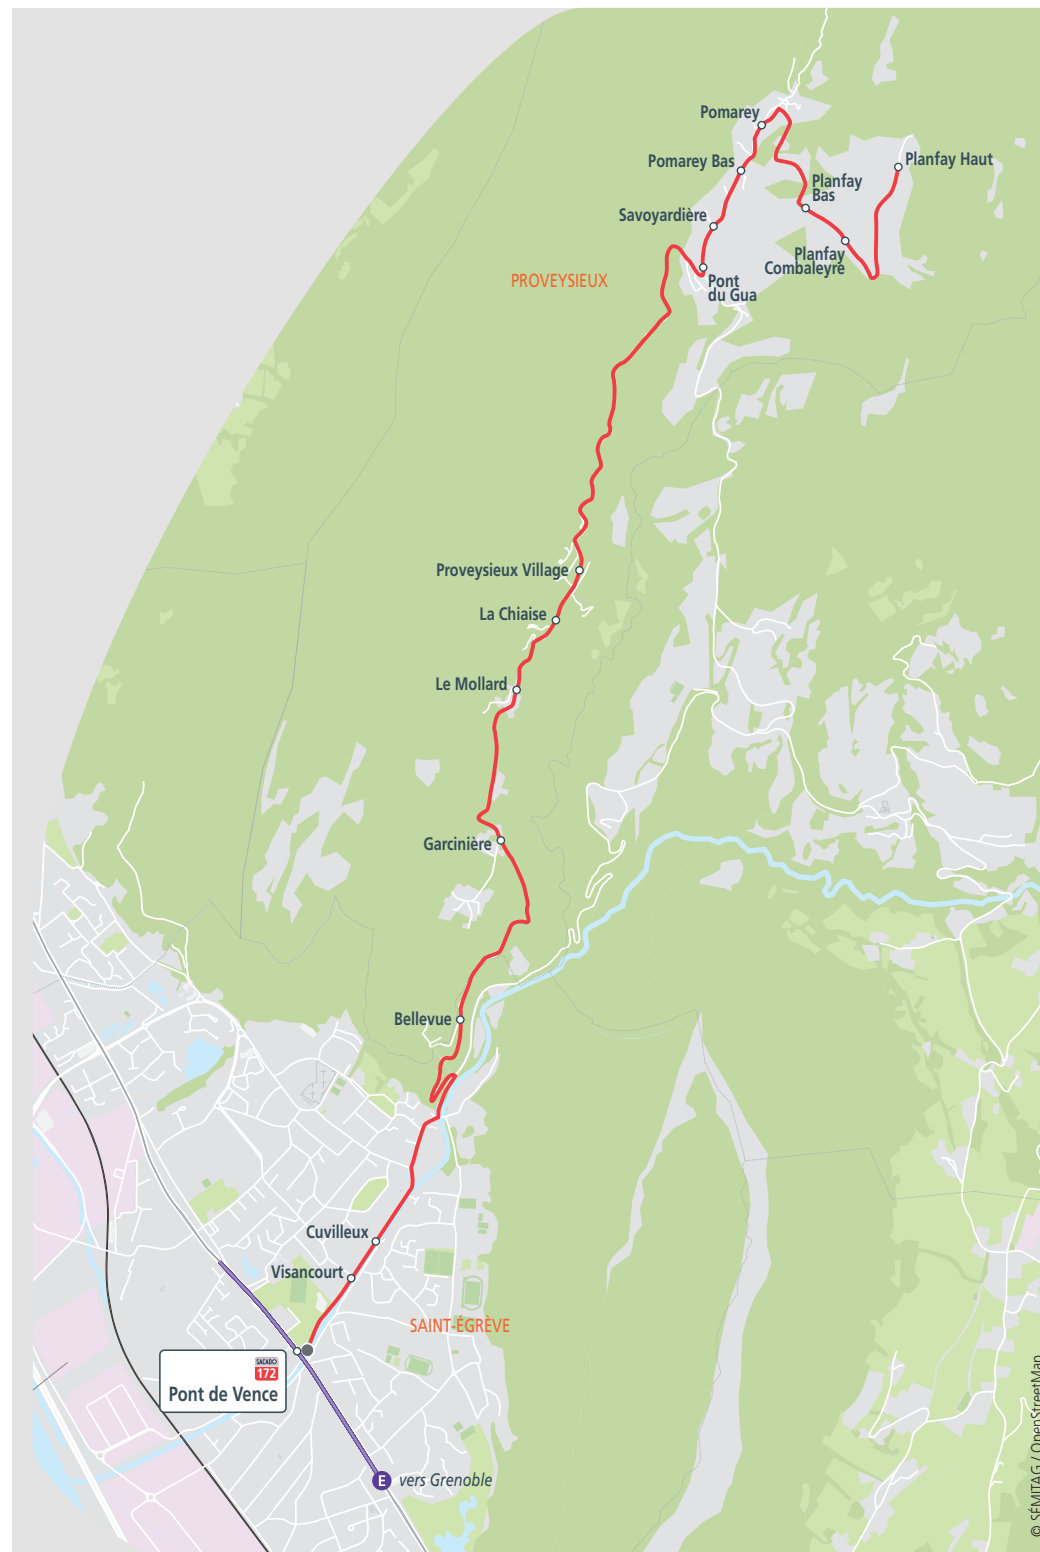 Pomarey
Pomarey Bas
Planfay Haut
Planfay
Bas
Savoyardière
Planfay
Combaleyre
PROVEYSIEUX
Pont
du Gua
Proveysieux Village
La Chiaise
Le Mollard
Garcinière
Bellevue
Cuvilleux
Visancourt
SAINT-ÉGRÈVE
SACADO
172
Pont de Vence
E vers Grenoble
© SÉMITAG / OpenStreetMap